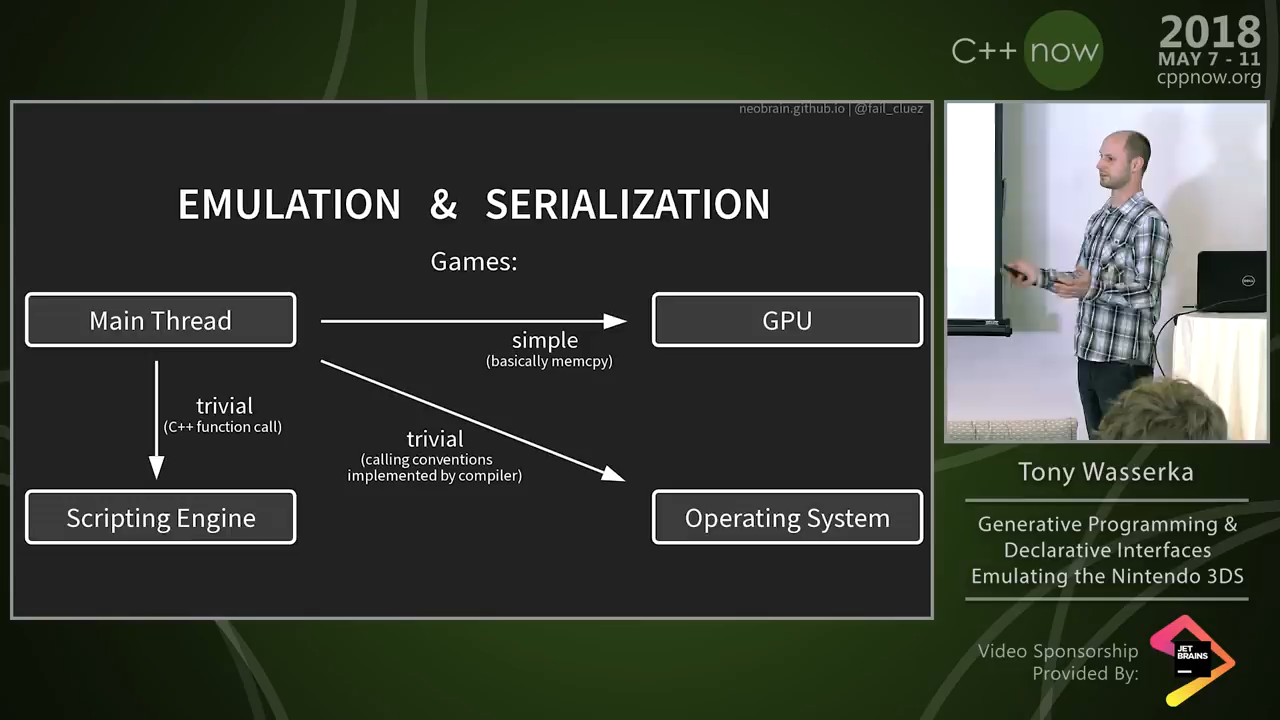 C++ now
2018
MAY 7 - 11
cppnow.org
neobrain.github.io | @fail_cluez
EMULATION & SERIALIZATION
Games:
Main Thread
GPU
simple
(basically memcpy)
trivial
(C++ function call)
trivial
(calling conventions
implemented by compiler)
Scripting Engine
Operating System
DELL
Tony Wasserka
Generative Programming &
Declarative Interfaces
Emulating the Nintendo 3DS
Video Sponsorship
Provided By:
JET
BRAINS